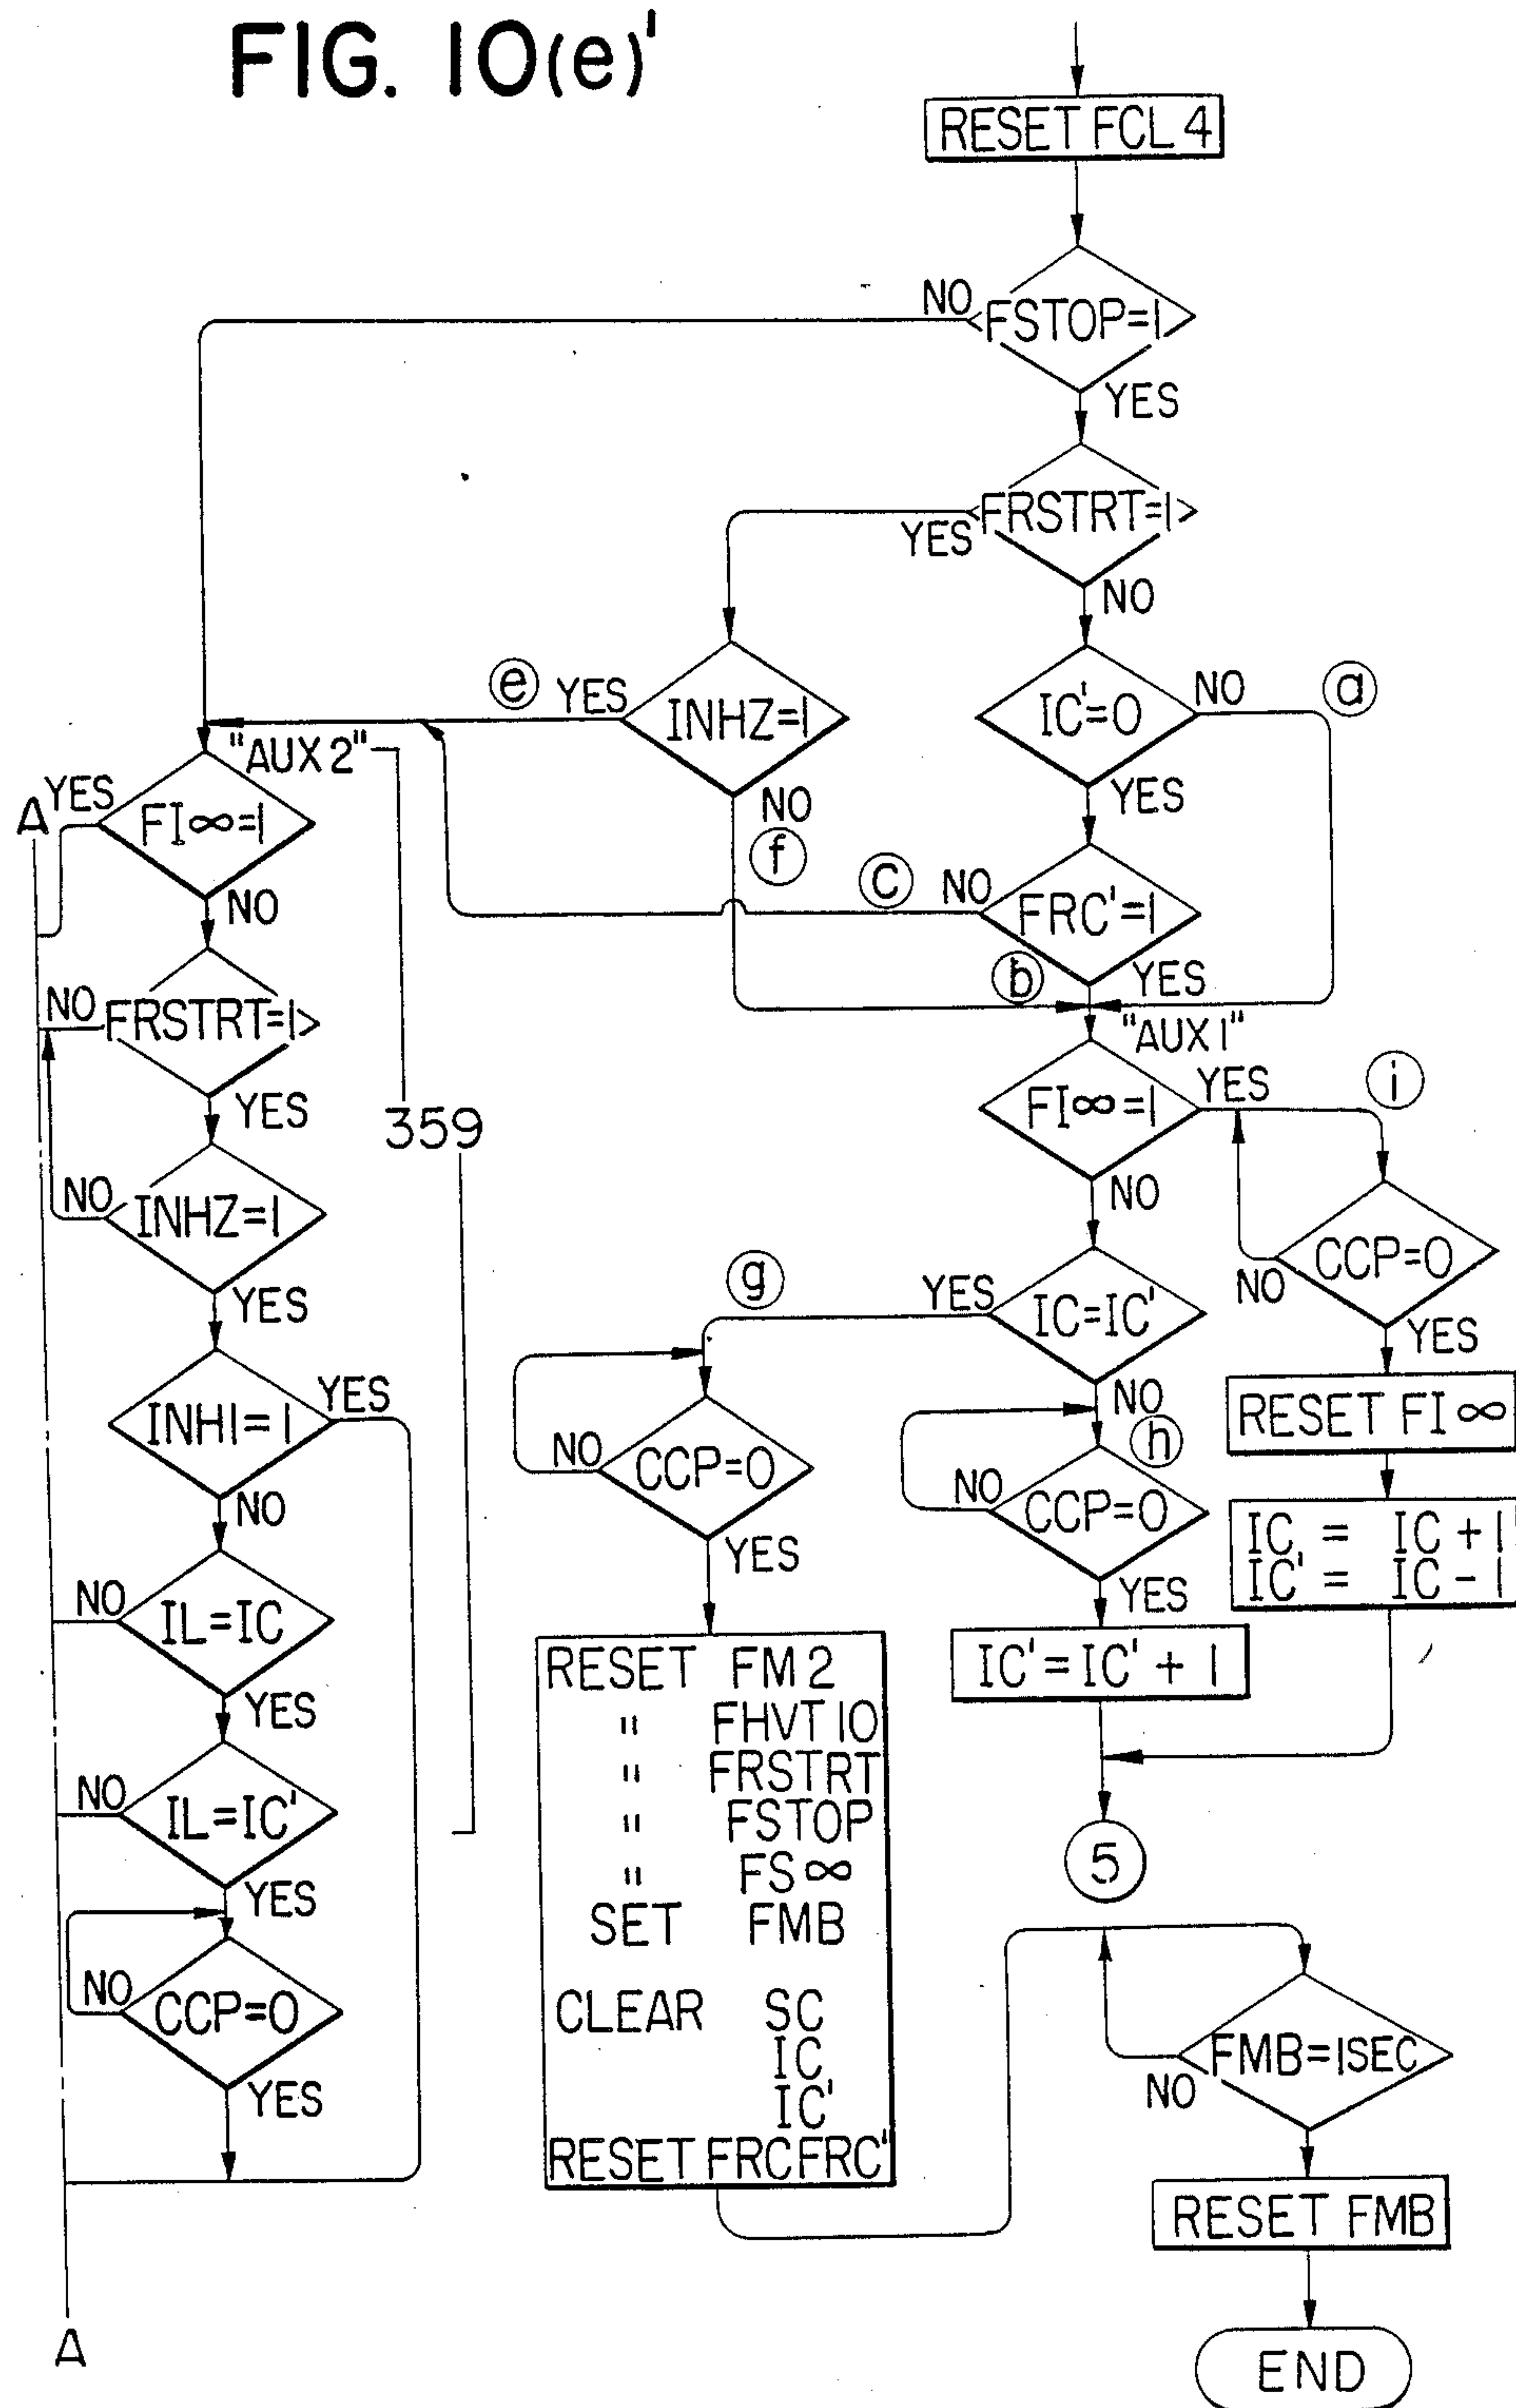 FIG. 10(e)'
RESET FCL 4
FSTOP=1
NO
YES
FRSTRT=1
YES
NO
INHZ=1
YES
ⓔ
NO
ⓕ
IC'=0
NO
ⓐ
YES
FRC'=1
NO
ⓒ
YES
ⓑ
"AUX 2"
359
A
FI∞=1
YES
NO
FRSTRT=1
NO
YES
INHZ=1
NO
YES
INH1=1
YES
NO
IL=IC
NO
YES
IL=IC'
NO
YES
CCP=0
NO
YES
A
"AUX 1"
FI∞=1
YES
ⓘ
NO
CCP=0
NO
YES
RESET FI∞
IC = IC + 1
IC' = IC - 1
IC=IC'
YES
ⓖ
NO
ⓗ
CCP=0
NO
YES
IC' = IC' + 1
5
CCP=0
NO
YES
RESET FM2
" FHVT10
" FRSTRT
" FSTOP
" FS∞
SET FMB
CLEAR SC
IC
IC'
RESET FRC FRC'
FMB=1SEC
NO
RESET FMB
END